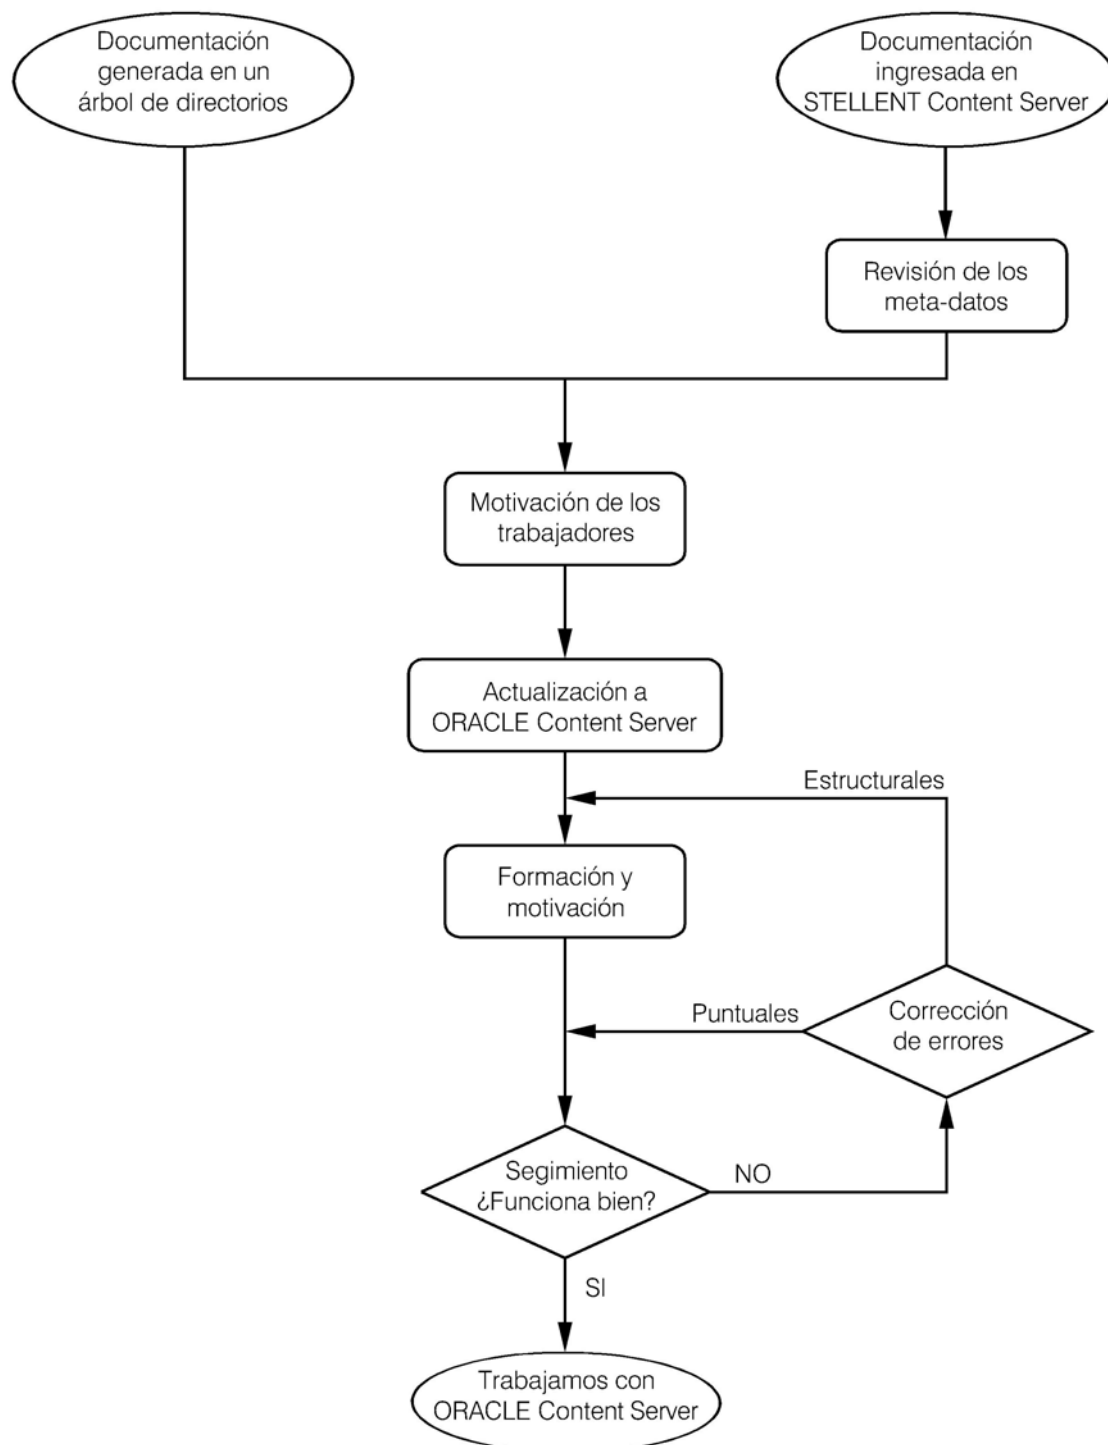 Documentación
generada en un
árbol de directorios
Documentación
ingresada en
STELLENT Content Server
Revisión de los
meta-datos
Motivación de los
trabajadores
Actualización a
ORACLE Content Server
Estructurales
Formación y
motivación
Puntuales
Corrección
de errores
Segimiento
¿Funciona bien?
NO
SI
Trabajamos con
ORACLE Content Server